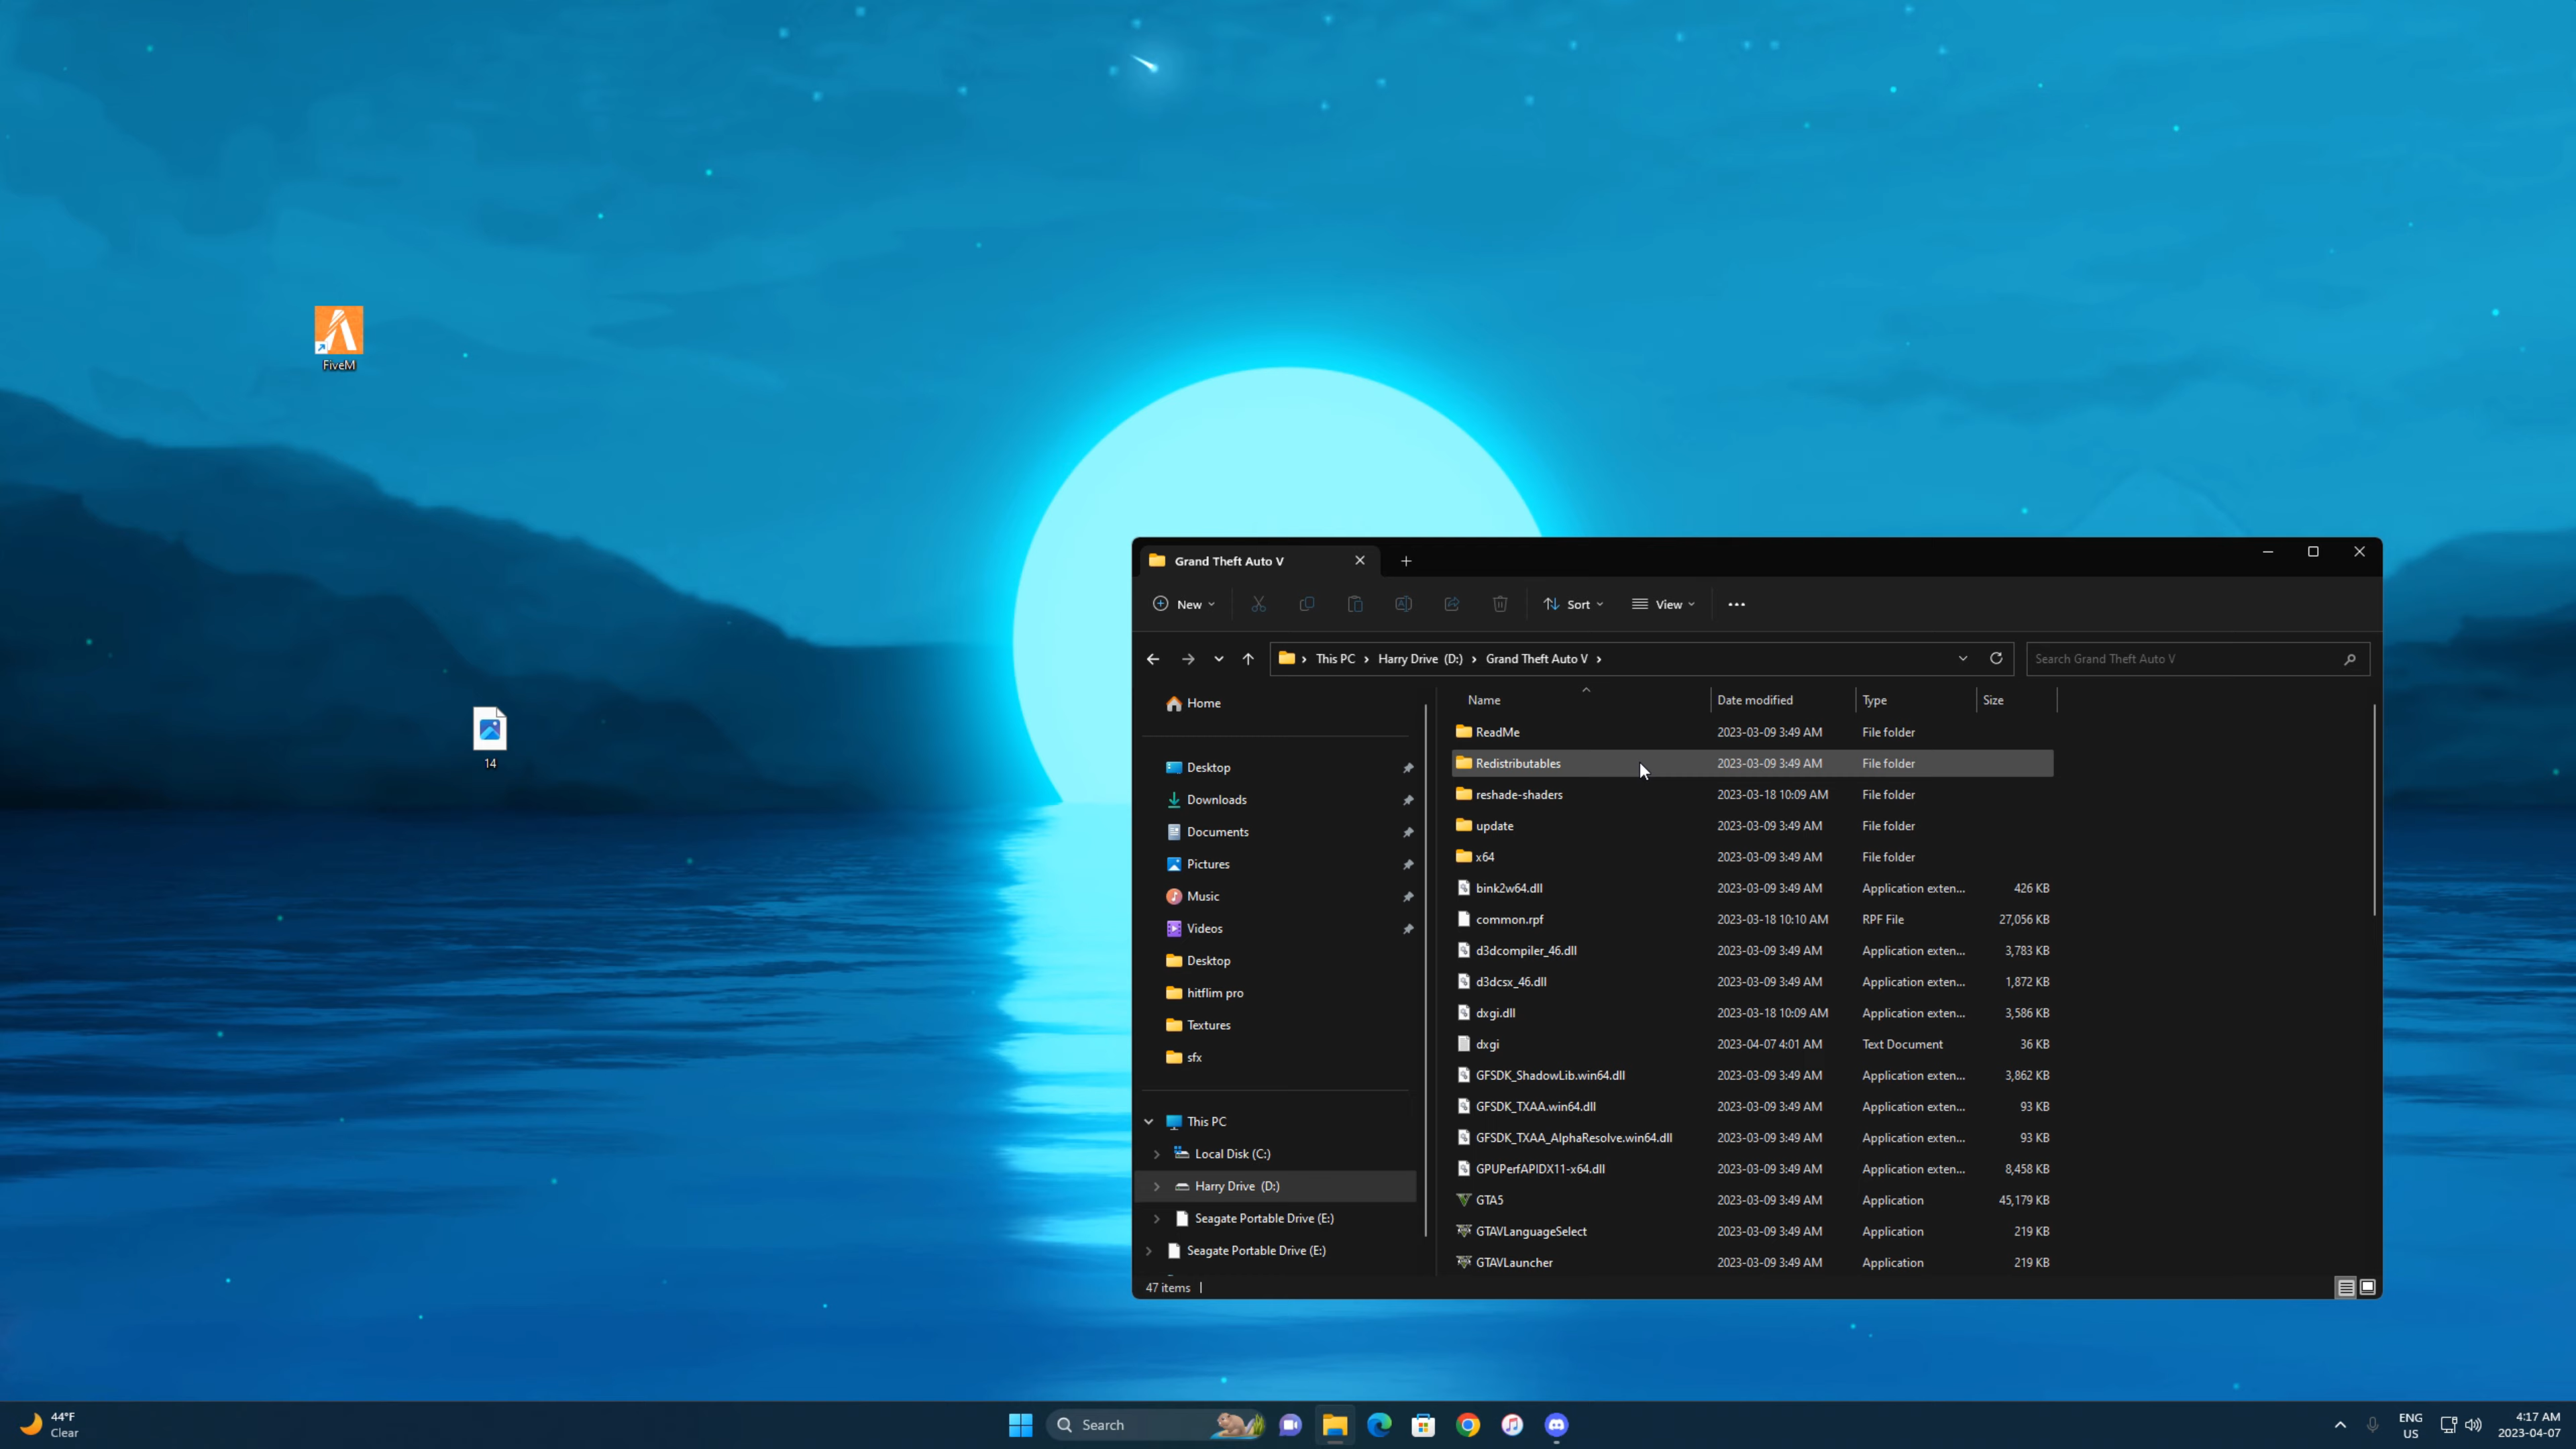 FiveM
14
Grand Theft Auto V
New
Sort
View
This PC
Harry Drive (D:)
Grand Theft Auto V
Search Grand Theft Auto V
Home
Desktop
Downloads
Documents
Pictures
Music
Videos
Desktop
hitflim pro
Textures
sfx
This PC
Local Disk (C:)
Harry Drive (D:)
Seagate Portable Drive (E:)
Seagate Portable Drive (E:)
Name Date modified Type Size
ReadMe 2023-03-09 3:49 AM File folder
Redistributables 2023-03-09 3:49 AM File folder
reshade-shaders 2023-03-18 10:09 AM File folder
update 2023-03-09 3:49 AM File folder
x64 2023-03-09 3:49 AM File folder
bink2w64.dll 2023-03-09 3:49 AM Application exten... 426 KB
common.rpf 2023-03-18 10:10 AM RPF File 27,056 KB
d3dcompiler_46.dll 2023-03-09 3:49 AM Application exten... 3,783 KB
d3dcsx_46.dll 2023-03-09 3:49 AM Application exten... 1,872 KB
dxgi.dll 2023-03-18 10:09 AM Application exten... 3,586 KB
dxgi 2023-04-07 4:01 AM Text Document 36 KB
GFSDK_ShadowLib.win64.dll 2023-03-09 3:49 AM Application exten... 3,862 KB
GFSDK_TXAA.win64.dll 2023-03-09 3:49 AM Application exten... 93 KB
GFSDK_TXAA_AlphaResolve.win64.dll 2023-03-09 3:49 AM Application exten... 93 KB
GPUPerfAPIDX11-x64.dll 2023-03-09 3:49 AM Application exten... 8,458 KB
GTA5 2023-03-09 3:49 AM Application 45,179 KB
GTAVLanguageSelect 2023-03-09 3:49 AM Application 219 KB
GTAVLauncher 2023-03-09 3:49 AM Application 219 KB
47 items
44°F
Clear
Search
ENG
US
4:17 AM
2023-04-07